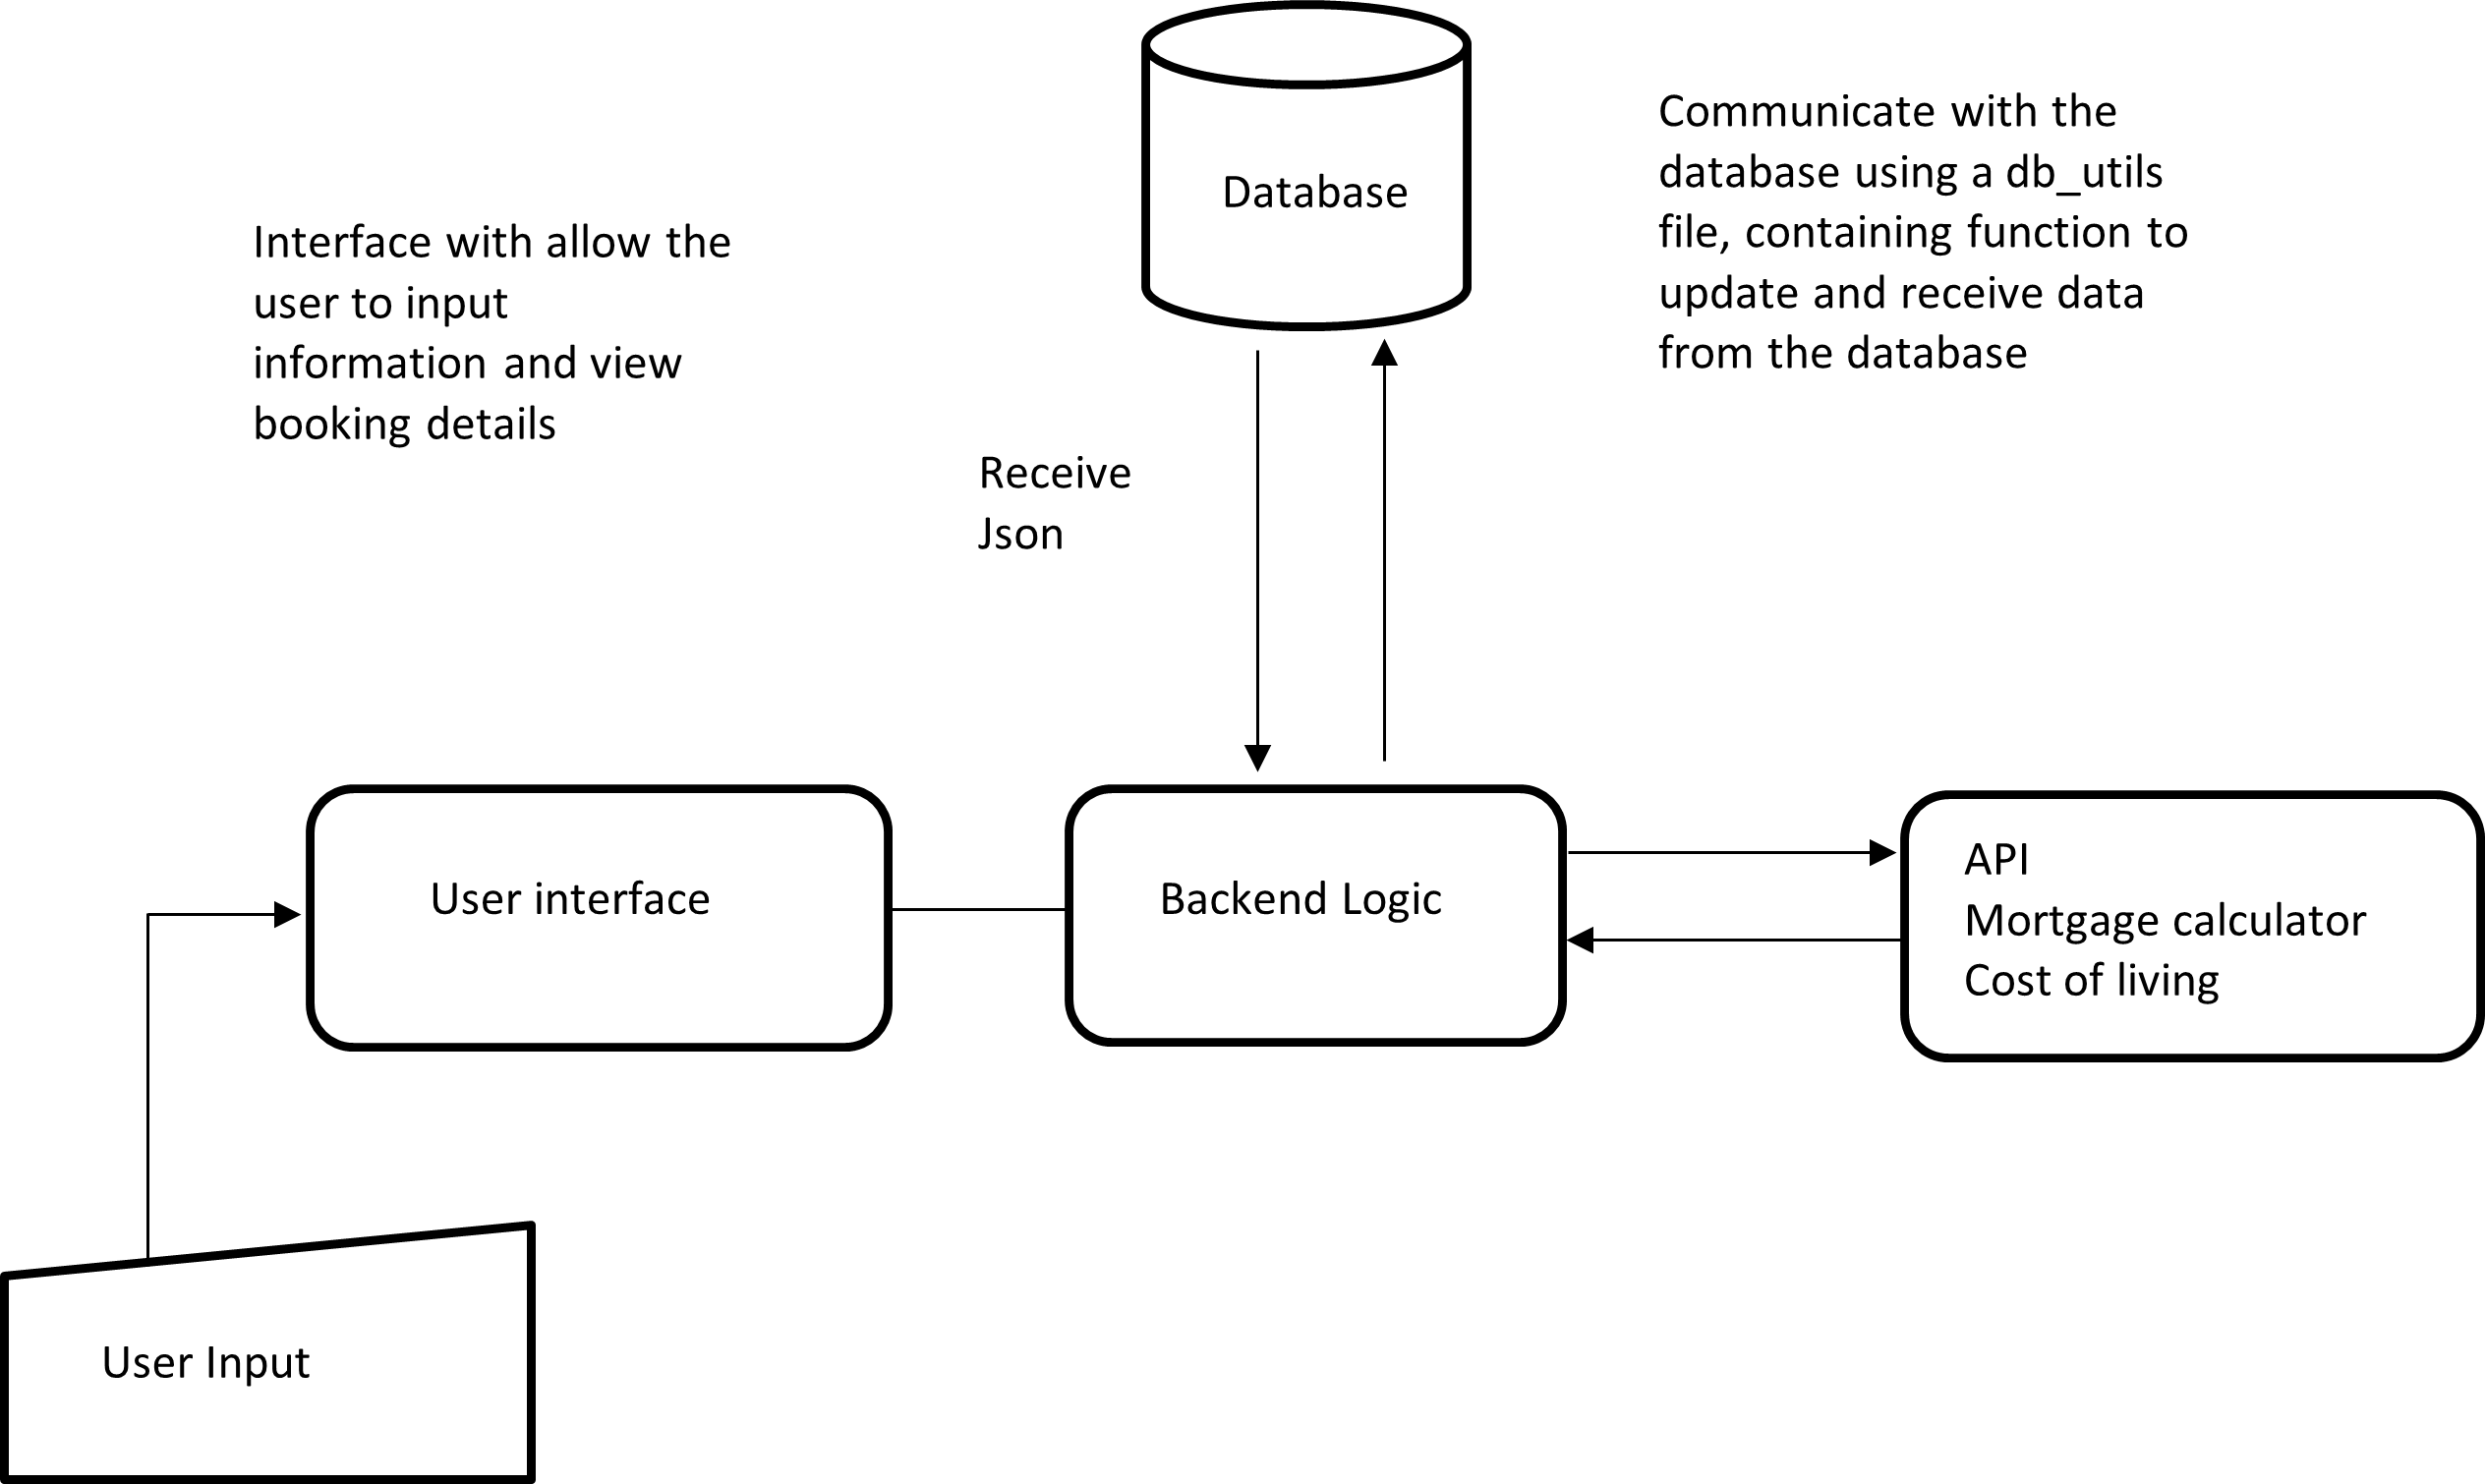 Database
Communicate with the
database using a db_utils
file, containing function to
update and receive data
from the database
Interface with allow the
user to input
information and view
booking details
Receive
Json
User interface
Backend Logic
API
Mortgage calculator
Cost of living
User Input